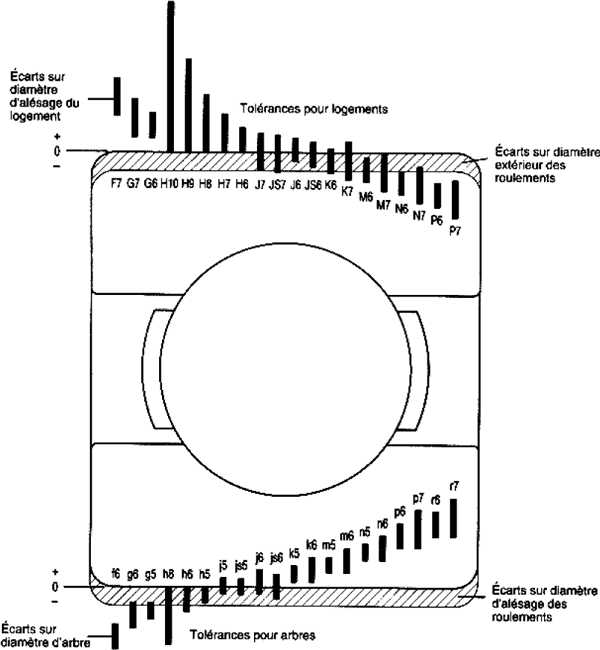 Écarts sur
diamètre
d'alésage du
logement
Tolérances pour logements
+
0
–
Écarts sur diamètre
extérieur des
roulements
F7 G7 G6 H10 H9 H8 H7 H6 J7 JS7 J6 JS6 K6 K7 M6 M7 N6 N7 P6 P7
f6 g6 g5 h8 h6 h5 j5 js5 j6 js6 k5 k6 m5 m6 n5 n6 p6 p7 r6 r7
+
0
–
Écarts sur diamètre
d'alésage des
roulements
Écarts sur
diamètre d'arbre
Tolérances pour arbres